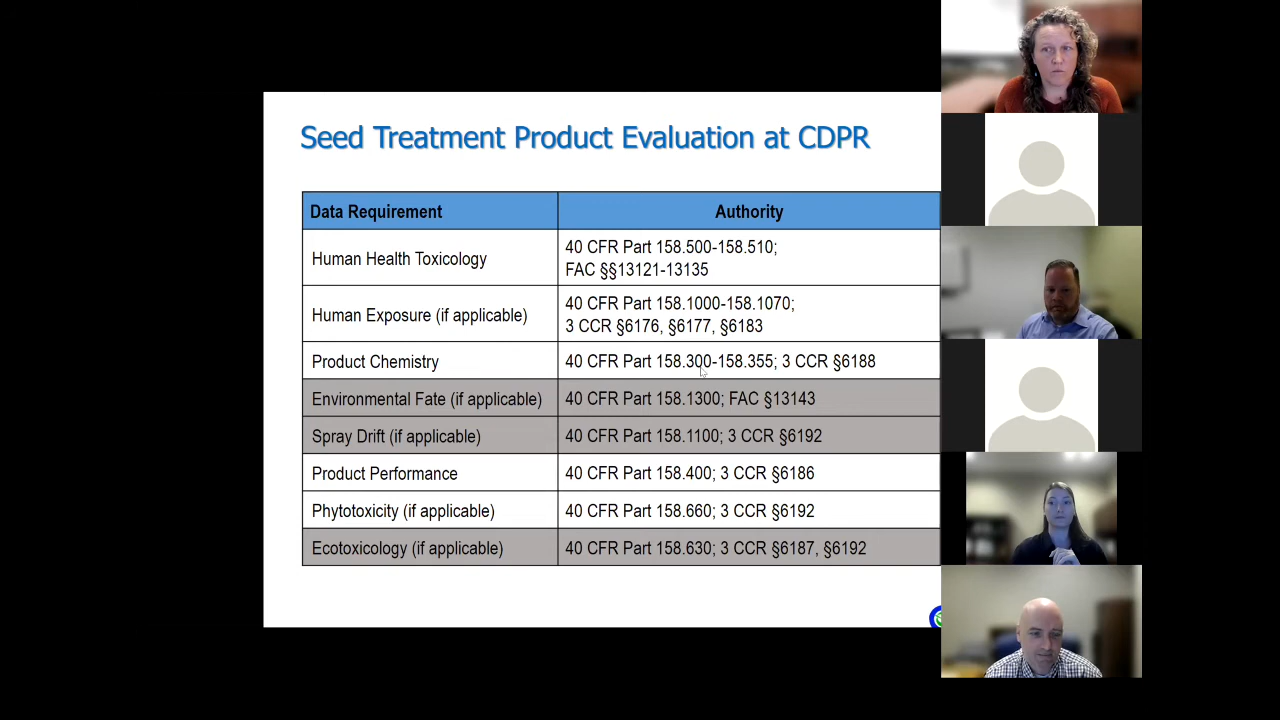 Seed Treatment Product Evaluation at CDPR
Data Requirement Authority
Human Health Toxicology 40 CFR Part 158.500-158.510;
FAC §§13121-13135
Human Exposure (if applicable) 40 CFR Part 158.1000-158.1070;
3 CCR §6176, §6177, §6183
Product Chemistry 40 CFR Part 158.300-158.355; 3 CCR §6188
Environmental Fate (if applicable) 40 CFR Part 158.1300; FAC §13143
Spray Drift (if applicable) 40 CFR Part 158.1100; 3 CCR §6192
Product Performance 40 CFR Part 158.400; 3 CCR §6186
Phytotoxicity (if applicable) 40 CFR Part 158.660; 3 CCR §6192
Ecotoxicology (if applicable) 40 CFR Part 158.630; 3 CCR §6187, §6192